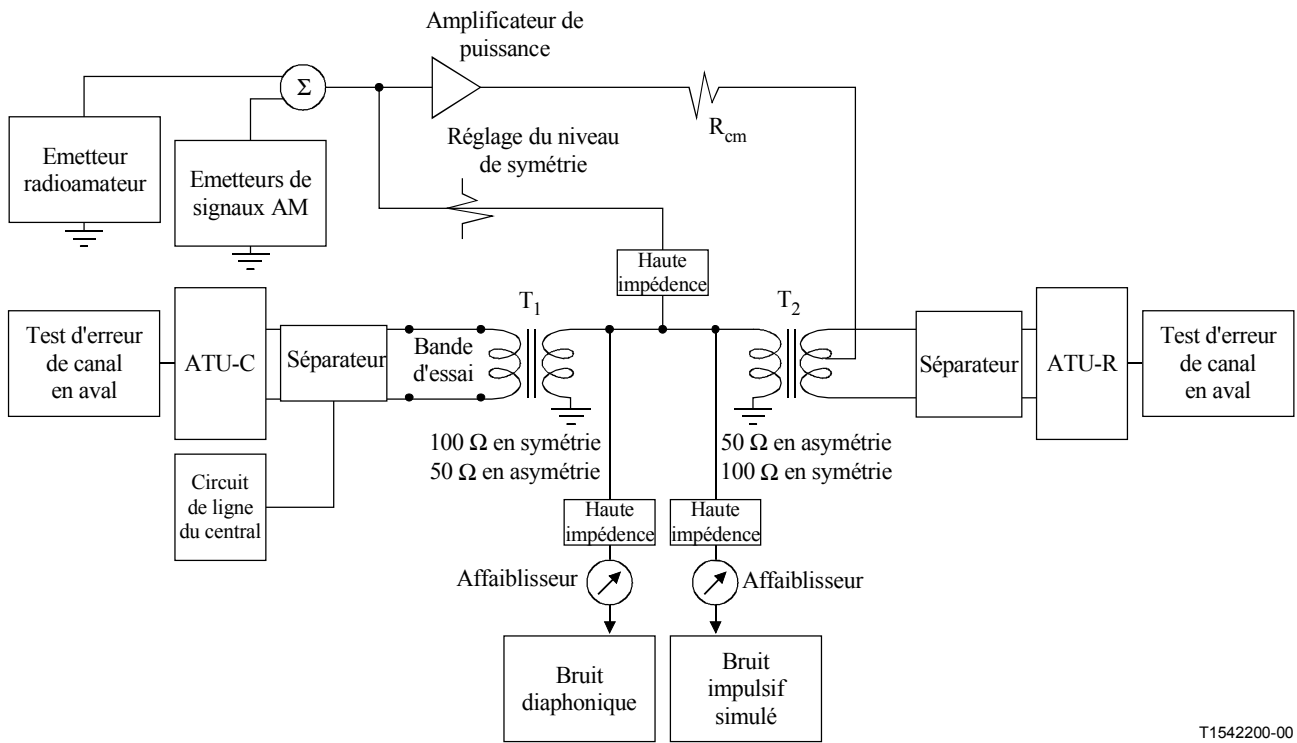 Amplificateur de
puissance
Σ
R_cm
Réglage du niveau
de symétrie
Emetteur
radioamateur
Emetteurs de
signaux AM
Haute
impédence
T_1
T_2
Test d'erreur
de canal
en aval
ATU-C
Séparateur
Bande
d'essai
Séparateur
ATU-R
Test d'erreur
de canal
en aval
100 Ω en symétrie
50 Ω en asymétrie
50 Ω en asymétrie
100 Ω en symétrie
Circuit
de ligne
du central
Haute
impédence
Haute
impédence
Affaiblisseur
Affaiblisseur
Bruit
diaphonique
Bruit
impulsif
simulé
T1542200-00